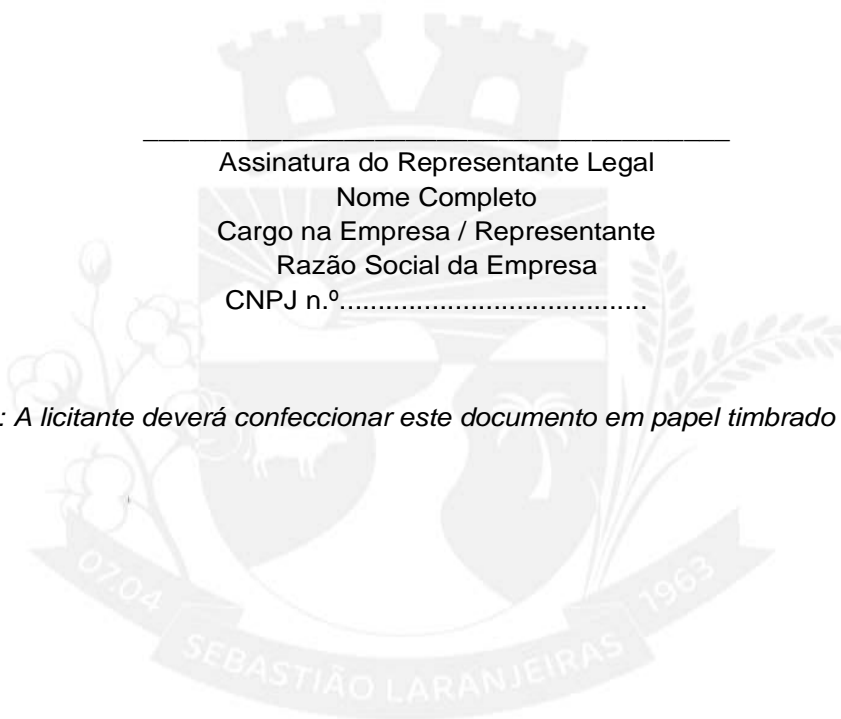 ___________________________________________
Assinatura do Representante Legal
Nome Completo
Cargo na Empresa / Representante
Razão Social da Empresa
CNPJ n.º........................................
: A licitante deverá confeccionar este documento em papel timbrado
07.04
1963
SEBASTIÃO LARANJEIRAS